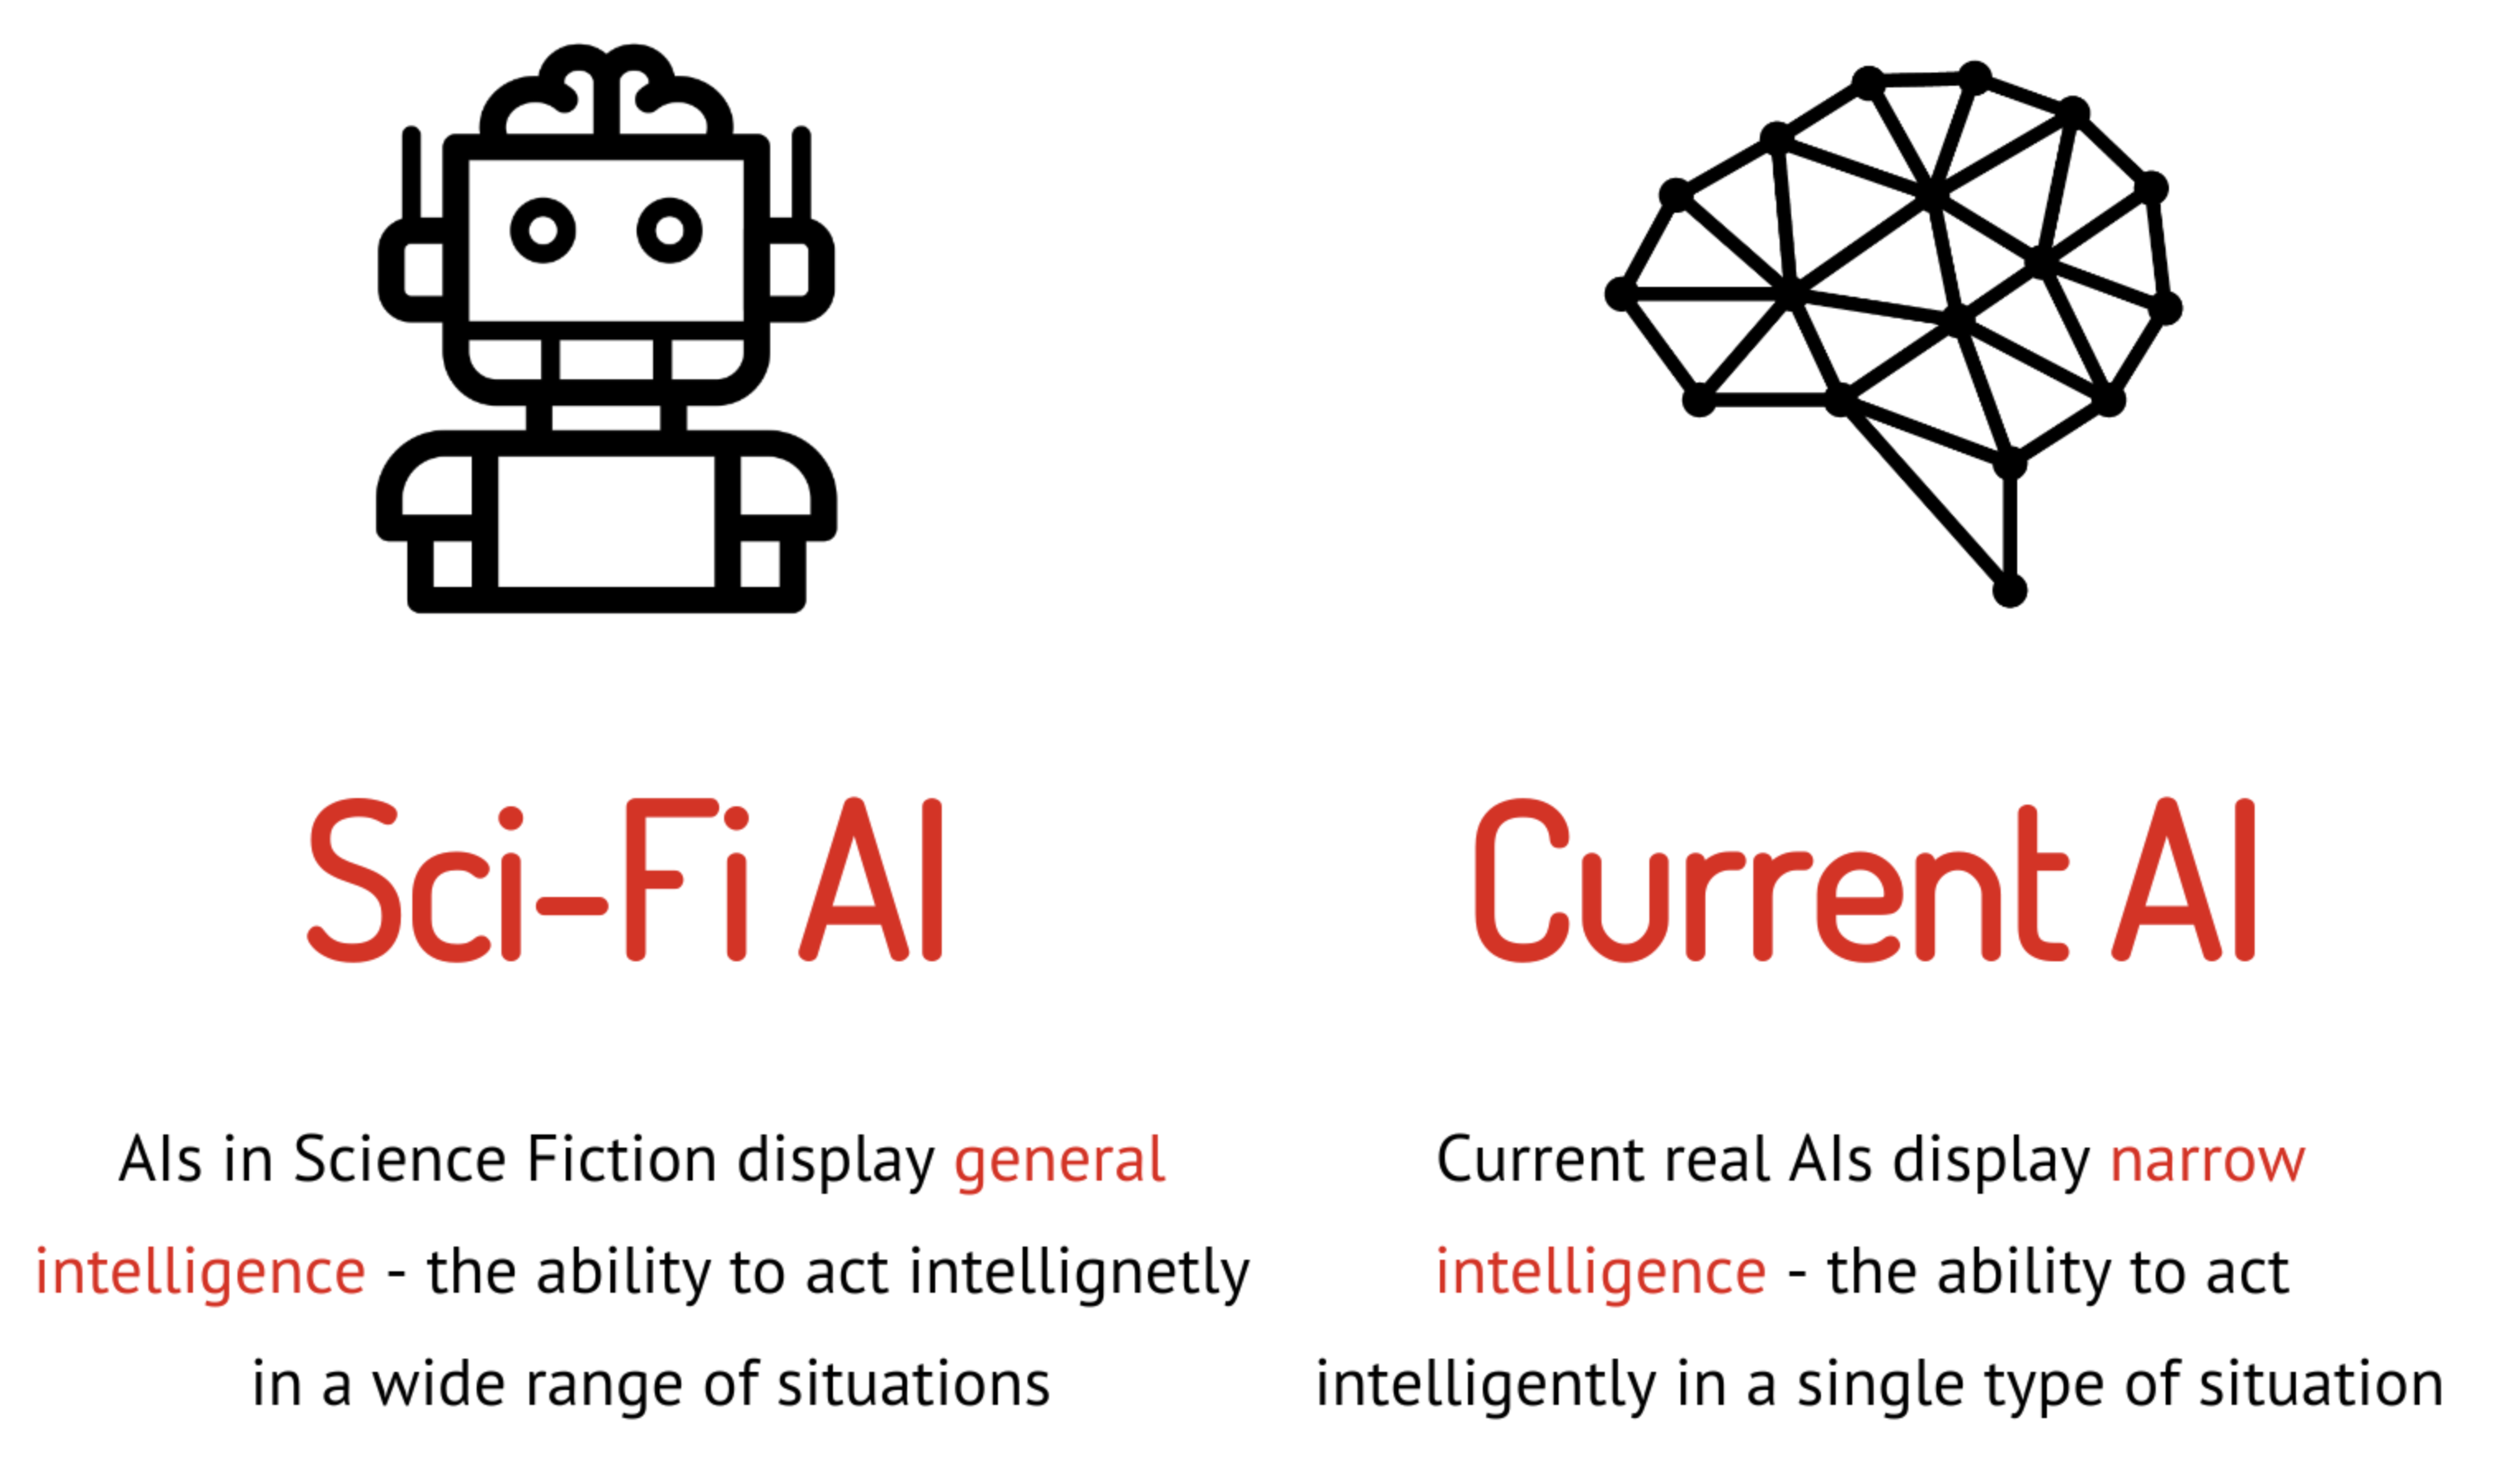 Sci-Fi AI
AIs in Science Fiction display general
intelligence - the ability to act intellignetly
in a wide range of situations
Current AI
Current real AIs display narrow
intelligence - the ability to act
intelligently in a single type of situation